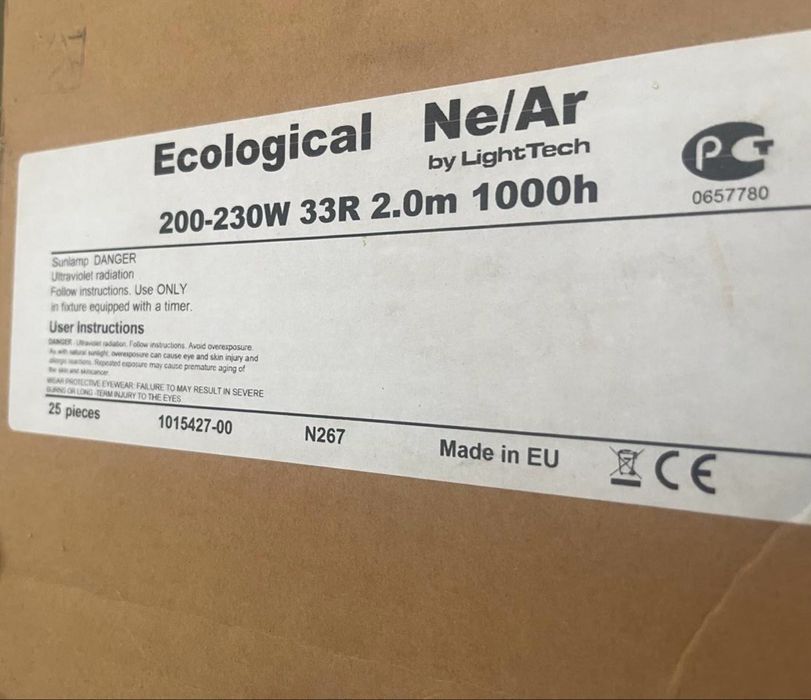 Ecological Ne/Ar
by LightTech
200-230W 33R 2.0m 1000h
PCT
0657780
Sunlamp DANGER
Ultraviolet radiation
Follow instructions. Use ONLY
in fixture equipped with a timer.
User Instructions
DANGER - Ultraviolet radiation. Follow instructions. Avoid overexposure.
As with natural sunlight, overexposure can cause eye and skin injury and
allergic reactions. Repeated exposure may cause premature aging of
the skin and skincancer.
WEAR PROTECTIVE EYEWEAR: FAILURE TO MAY RESULT IN SEVERE
BURNS OR LONG -TERM INJURY TO THE EYES
25 pieces 1015427-00 N267 Made in EU CE